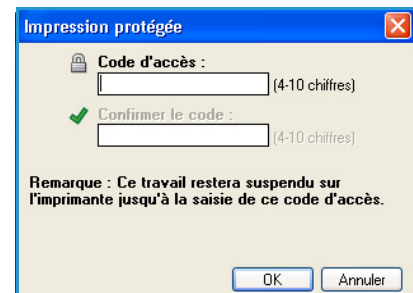 Impression protégée
Code d'accès :
(4-10 chiffres)
Confirmer le code :
(4-10 chiffres)
Remarque : Ce travail restera suspendu sur
l'imprimante jusqu'à la saisie de ce code d'accès.
OK Annuler